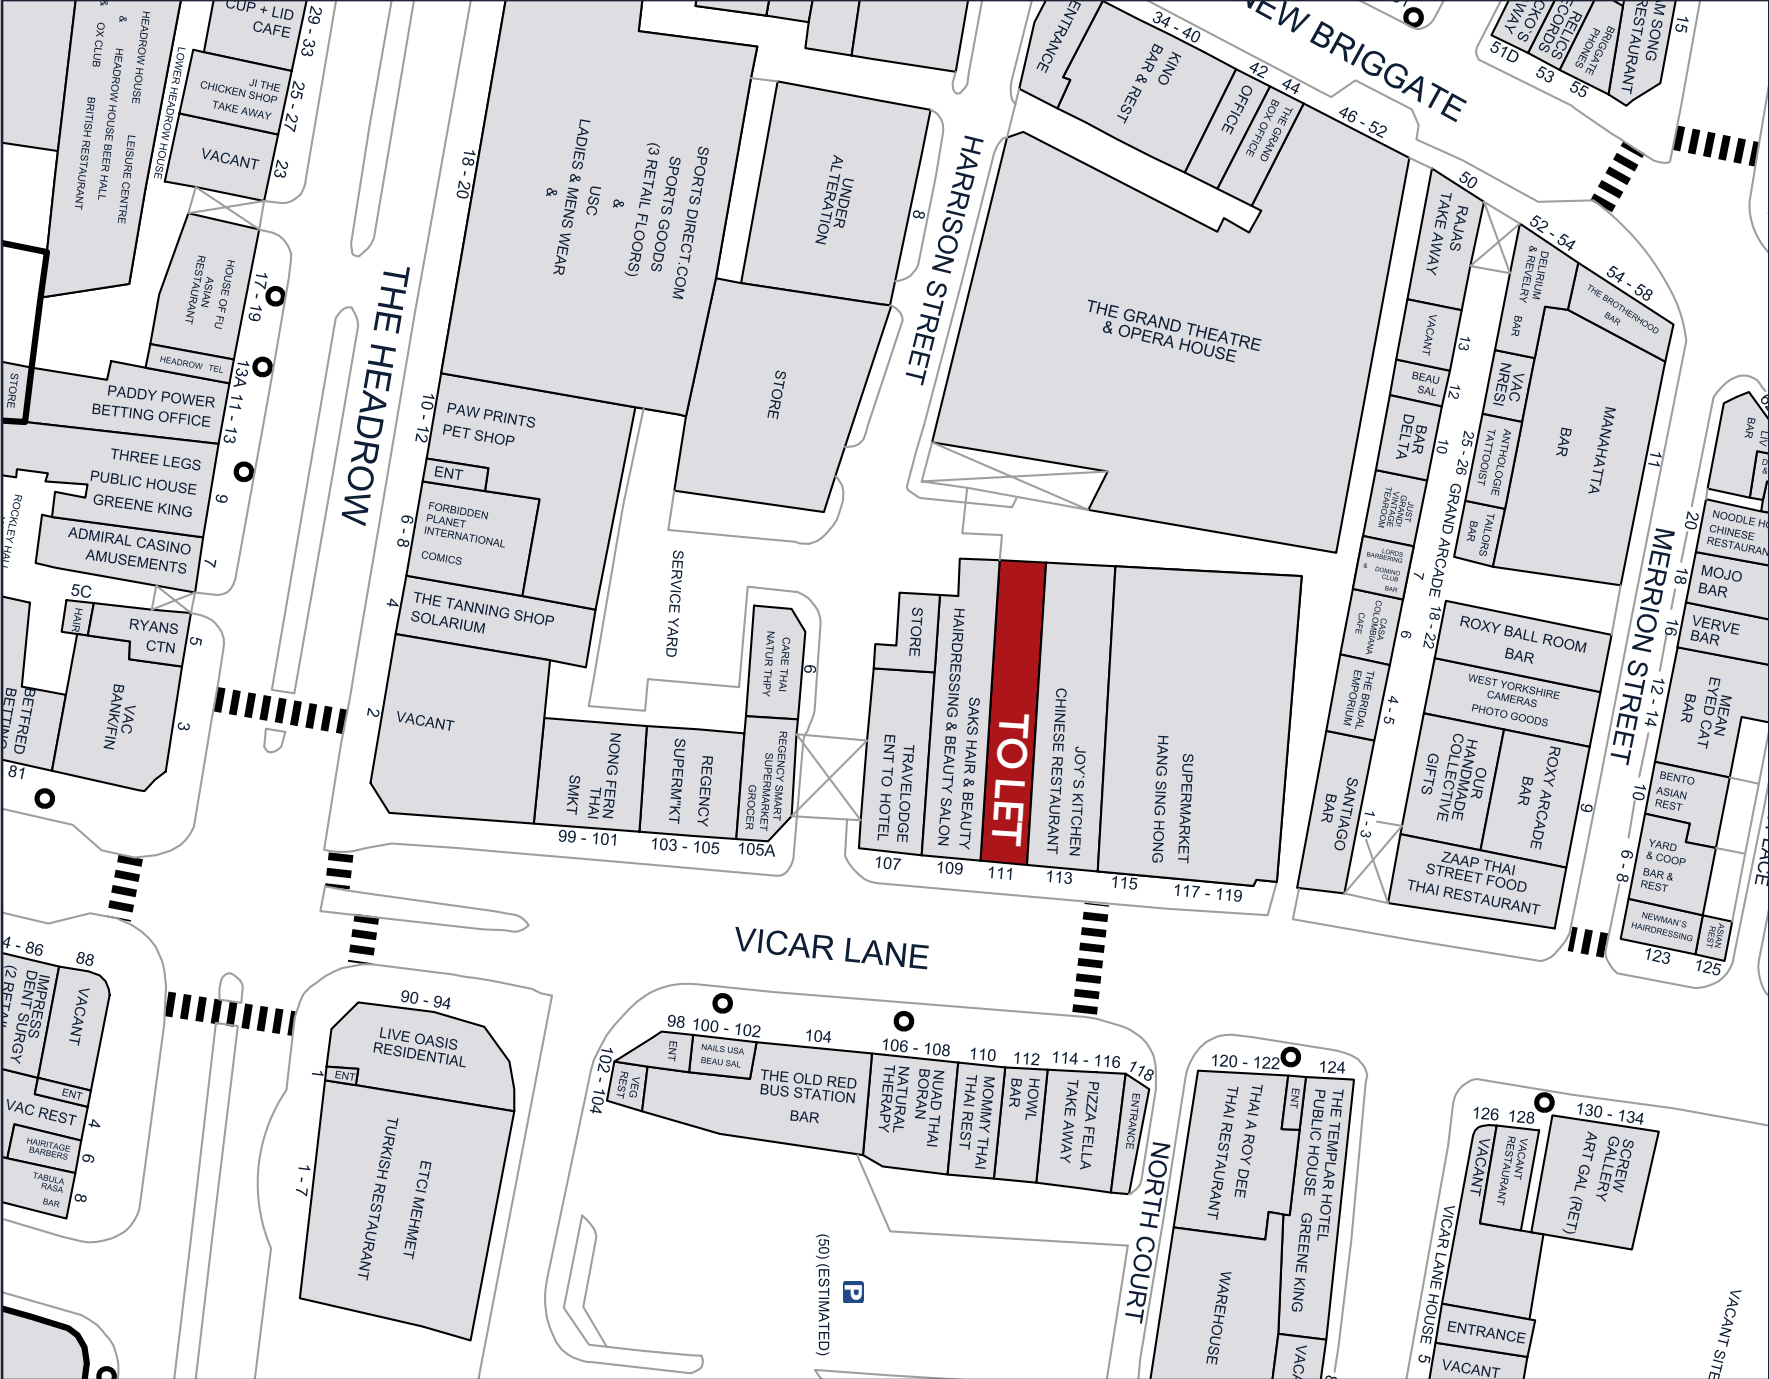 HEADROW HOUSE
&
HEADROW HOUSE BEER HALL
OX CLUB
LEISURE CENTRE
BRITISH RESTAURANT
LOWER HEADROW HOUSE
CUP + LID
CAFE
29 - 33
JI THE
CHICKEN SHOP
TAKE AWAY
25 - 27
VACANT
23
HOUSE OF FU
ASIAN
RESTAURANT
17 - 19
HEADROW TEL
13A
PADDY POWER
BETTING OFFICE
11 - 13
STORE
THREE LEGS
PUBLIC HOUSE
GREENE KING
9
ADMIRAL CASINO
AMUSEMENTS
7
5C
HAIR
RYANS
CTN
5
VAC
BANK/FIN
3
BETFRED
81
THE HEADROW
18 - 20
SPORTS DIRECT.COM
SPORTS GOODS
(3 RETAIL FLOORS)
&
USC
LADIES & MENS WEAR
&
UNDER
ALTERATION
8
STORE
HARRISON STREET
PAW PRINTS
PET SHOP
10 - 12
ENT
FORBIDDEN
PLANET
INTERNATIONAL
COMICS
6 - 8
THE TANNING SHOP
SOLARIUM
4
VACANT
2
SERVICE YARD
NONG FERN
THAI
SMKT
99 - 101
REGENCY
SUPERM"KT
103 - 105
CARE THAI
NATUR THPY
6
REGENCY SMART
SUPERMARKET
GROCER
105A
STORE
TRAVELODGE
ENT TO HOTEL
107
SAKS HAIR & BEAUTY
HAIRDRESSING & BEAUTY SALON
109
TO LET
111
JOY'S KITCHEN
CHINESE RESTAURANT
113
115
SUPERMARKET
HANG SING HONG
117 - 119
ENTRANCE
34 - 40
KINO
BAR & REST
42
OFFICE
44
THE GRAND
BOX OFFICE
46 - 52
NEW BRIGGATE
THE GRAND THEATRE
& OPERA HOUSE
51D
53
RELICS
55
BRIGGATE
PHONES
RESTAURANT
15
50
RAJAS
TAKE AWAY
VACANT
13
BEAU
SAL
12
BAR
DELTA
10
JUST
GRAND!
VINTAGE
TEAROOM
LORDS
BARBERING
&
DOMINO
CLUB
BAR
7
CASA
COLOMBIANA
CAFE
6
THE BRIDAL
EMPORIUM
4 - 5
SANTIAGO
BAR
1 - 3
GRAND ARCADE
52 - 54
DELIRIUM
& REVELRY
BAR
54 - 58
THE BROTHERHOOD
BAR
VAC
NRESI
ANTHOLOGIE
TATTOOIST
25 - 26
TAILORS
BAR
MANAHATTA
BAR
11
18 - 22
ROXY BALL ROOM
BAR
WEST YORKSHIRE
CAMERAS
PHOTO GOODS
OUR
HANDMADE
COLLECTIVE
GIFTS
ROXY ARCADE
BAR
9
ZAAP THAI
STREET FOOD
THAI RESTAURANT
MERRION STREET
BAR
20
CHINESE
18
MOJO
BAR
16
VERVE
BAR
12 - 14
MEAN
EYED CAT
BAR
10
BENTO
ASIAN
REST
6 - 8
YARD
& COOP
BAR &
REST
NEWMAN'S
HAIRDRESSING
ASIAN
REST
123
125
VICAR LANE
88
VACANT
IMPRESS
DENT SURGY
ENT
VAC REST
4
HAIRITAGE
BARBERS
6
TABULA
RASA
BAR
8
90 - 94
LIVE OASIS
RESIDENTIAL
1
ENT
ETCI MEHMET
TURKISH RESTAURANT
1 - 7
98
ENT
100 - 102
NAILS USA
BEAU SAL
102 - 104
VEG
REST
104
THE OLD RED
BUS STATION
BAR
106 - 108
NUAD THAI
BORAN
NATURAL
THERAPY
110
MOMMY THAI
THAI REST
112
HOWL
BAR
114 - 116
PIZZA FELLA
TAKE AWAY
118
ENTRANCE
(50) (ESTIMATED)
P
NORTH COURT
120 - 122
THAI A ROY DEE
THAI RESTAURANT
ENT
124
THE TEMPLAR HOTEL
PUBLIC HOUSE
GREENE KING
WAREHOUSE
126
VACANT
128
VACANT
RESTAURANT
130 - 134
SCREW
GALLERY
ART GAL (RET)
VICAR LANE HOUSE
5
ENTRANCE
VACANT
VACANT SITE